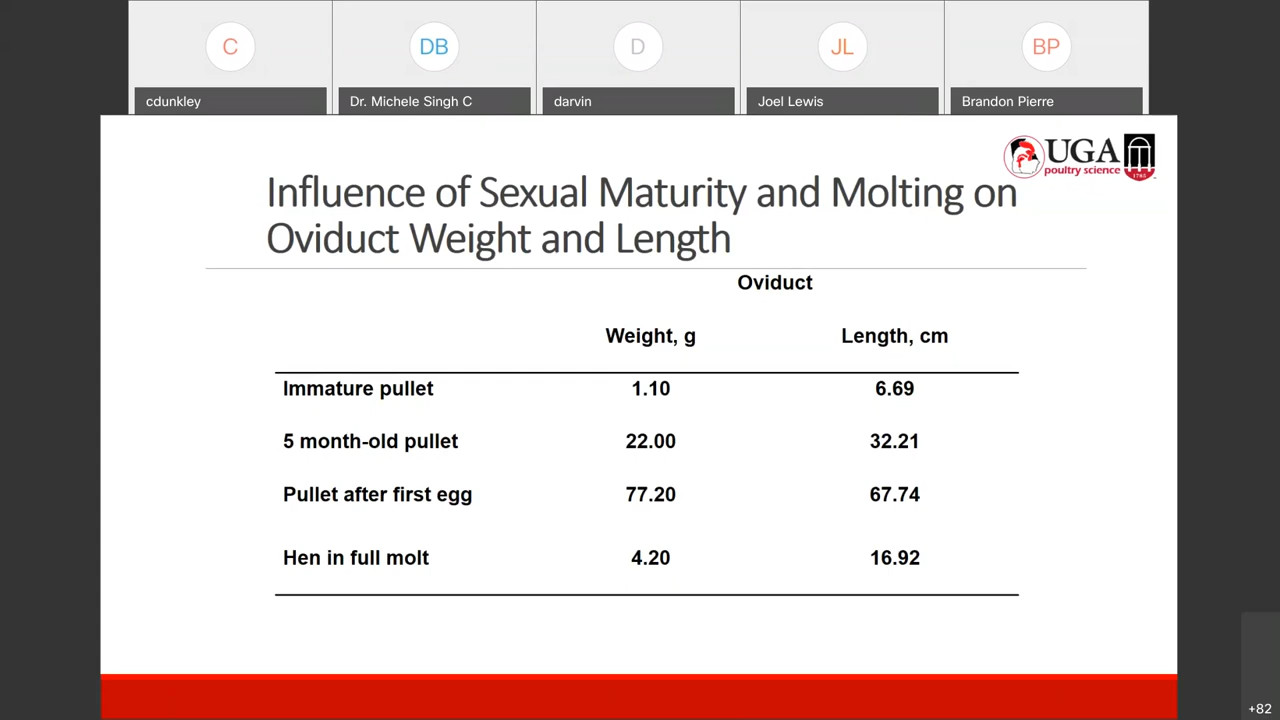 C
DB
D
JL
BP
cdunkley
Dr. Michele Singh C
darvin
Joel Lewis
Brandon Pierre
UGA
poultry science
1785
Influence of Sexual Maturity and Molting on
Oviduct Weight and Length
Oviduct
Weight, g Length, cm
Immature pullet 1.10 6.69
5 month-old pullet 22.00 32.21
Pullet after first egg 77.20 67.74
Hen in full molt 4.20 16.92
+82